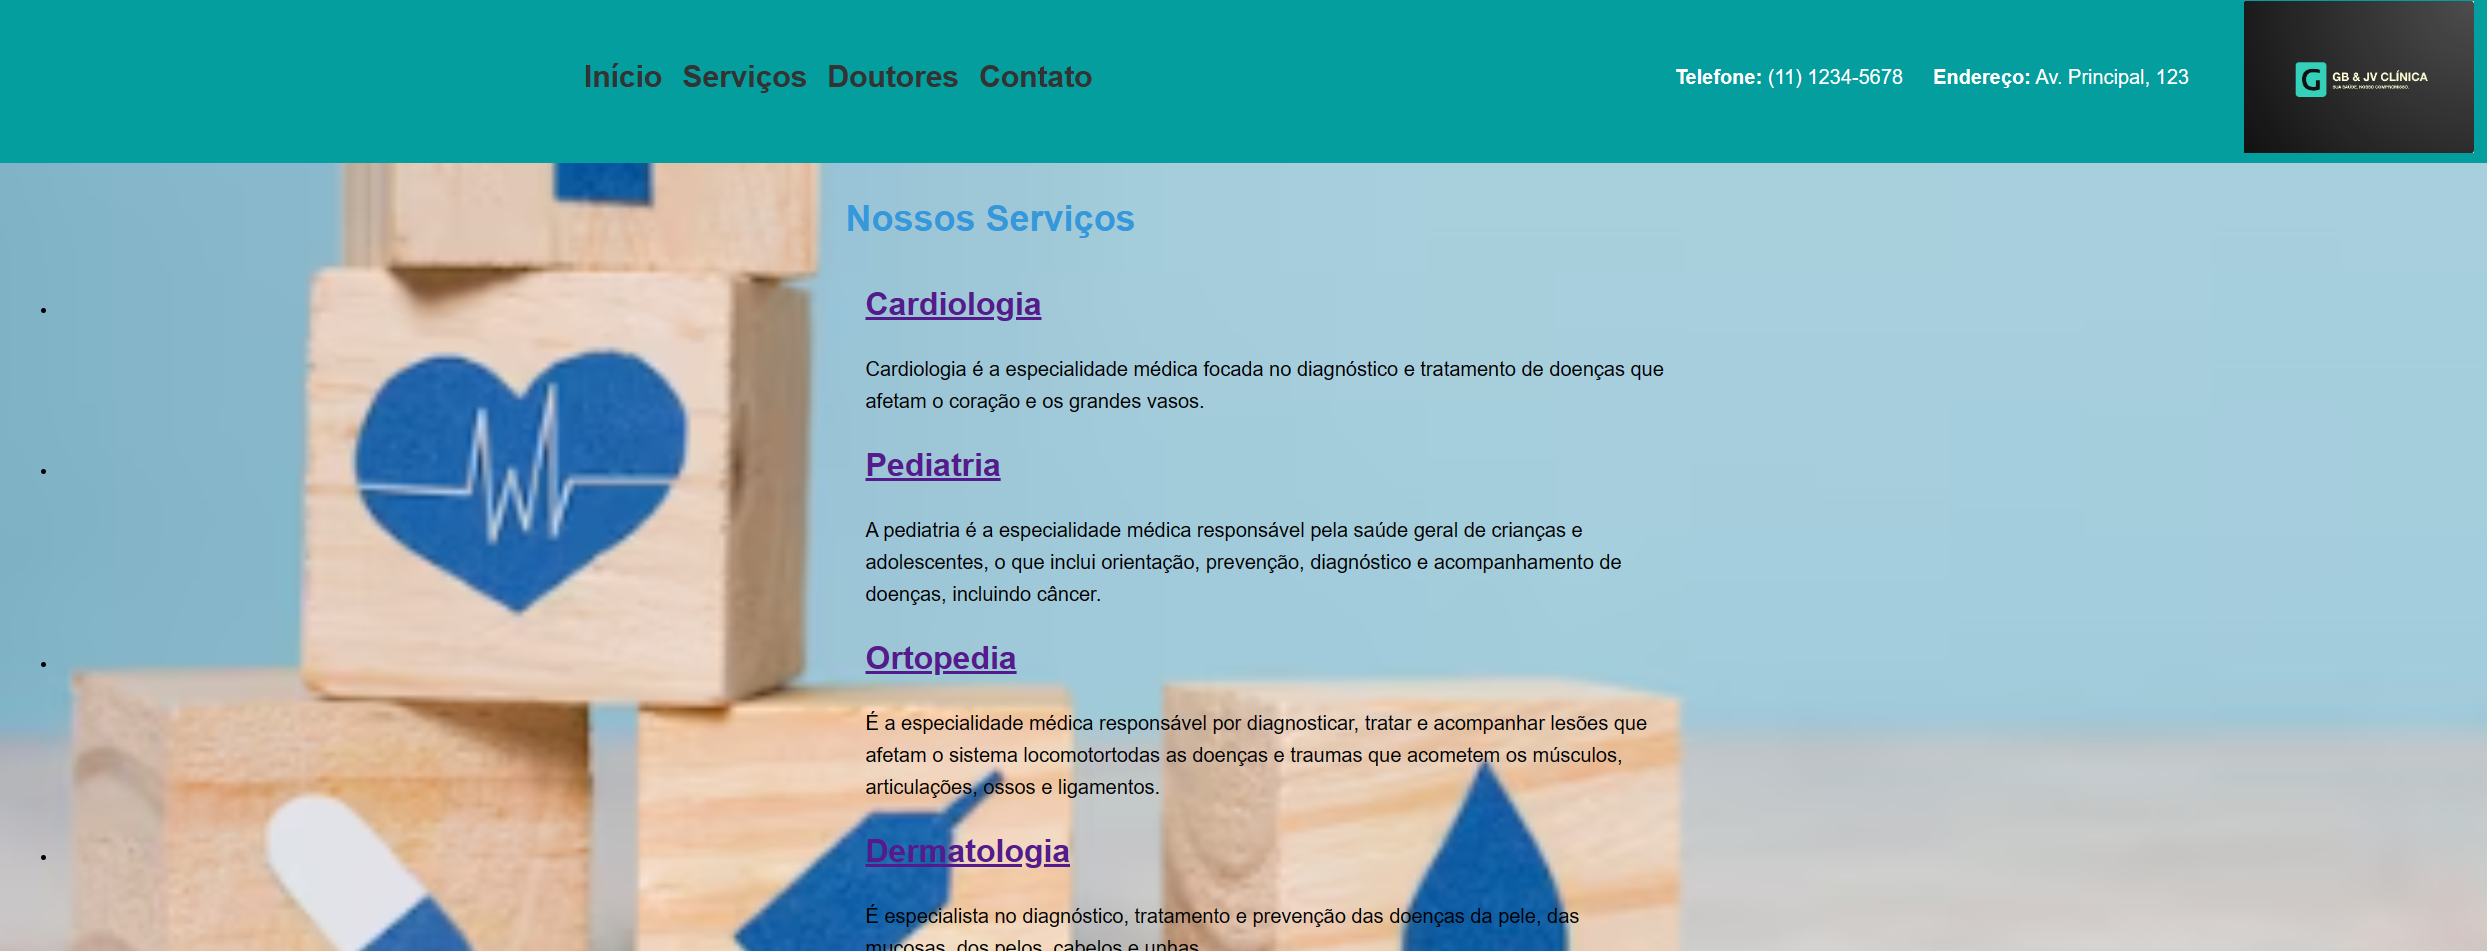 Início Serviços Doutores Contato
Telefone: (11) 1234-5678 Endereço: Av. Principal, 123
G GB & JV CLÍNICA
SUA SAÚDE, NOSSO COMPROMISSO.
Nossos Serviços
Cardiologia
Cardiologia é a especialidade médica focada no diagnóstico e tratamento de doenças que
afetam o coração e os grandes vasos.
Pediatria
A pediatria é a especialidade médica responsável pela saúde geral de crianças e
adolescentes, o que inclui orientação, prevenção, diagnóstico e acompanhamento de
doenças, incluindo câncer.
Ortopedia
É a especialidade médica responsável por diagnosticar, tratar e acompanhar lesões que
afetam o sistema locomotortodas as doenças e traumas que acometem os músculos,
articulações, ossos e ligamentos.
Dermatologia
É especialista no diagnóstico, tratamento e prevenção das doenças da pele, das
mucosas, dos pelos, cabelos e unhas